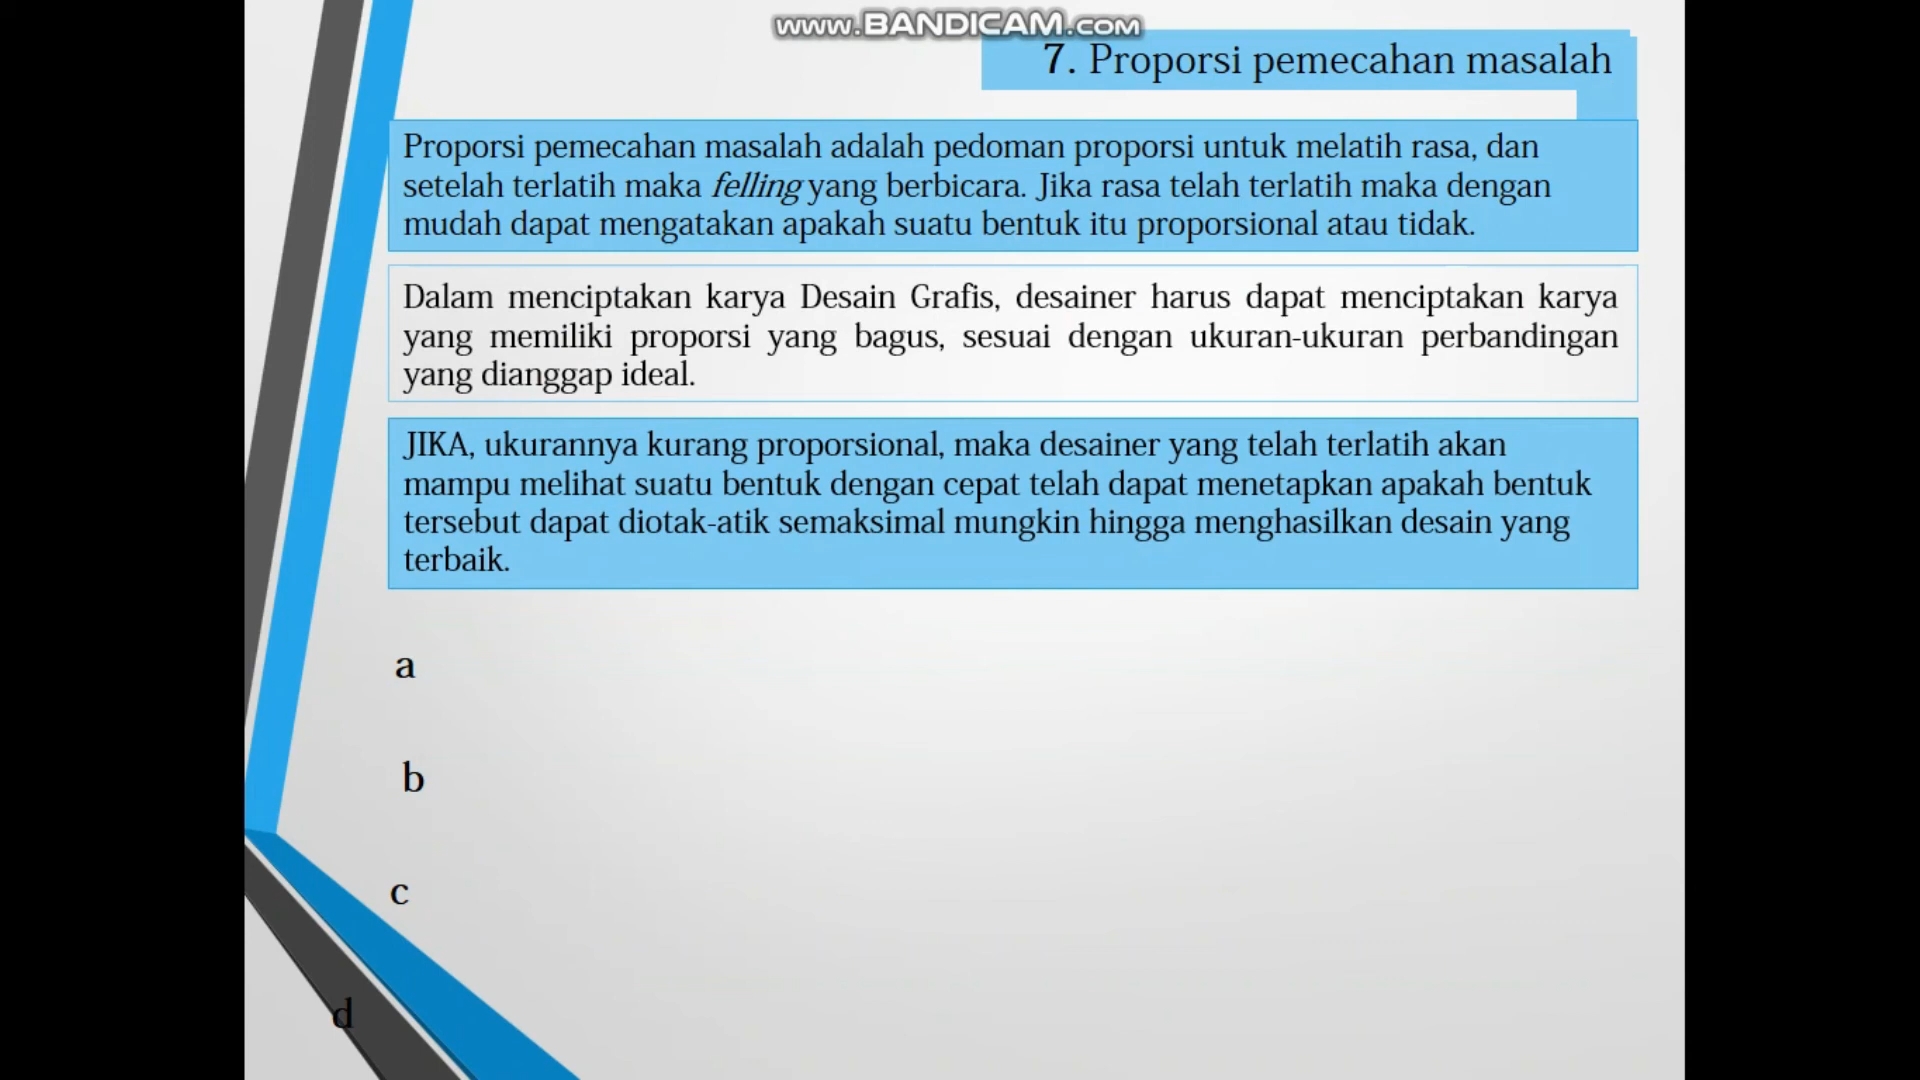 www.BANDICAM.com
7. Proporsi pemecahan masalah
Proporsi pemecahan masalah adalah pedoman proporsi untuk melatih rasa, dan
setelah terlatih maka felling yang berbicara. Jika rasa telah terlatih maka dengan
mudah dapat mengatakan apakah suatu bentuk itu proporsional atau tidak.
Dalam menciptakan karya Desain Grafis, desainer harus dapat menciptakan karya
yang memiliki proporsi yang bagus, sesuai dengan ukuran-ukuran perbandingan
yang dianggap ideal.
JIKA, ukurannya kurang proporsional, maka desainer yang telah terlatih akan
mampu melihat suatu bentuk dengan cepat telah dapat menetapkan apakah bentuk
tersebut dapat diotak-atik semaksimal mungkin hingga menghasilkan desain yang
terbaik.
a
b
c
d